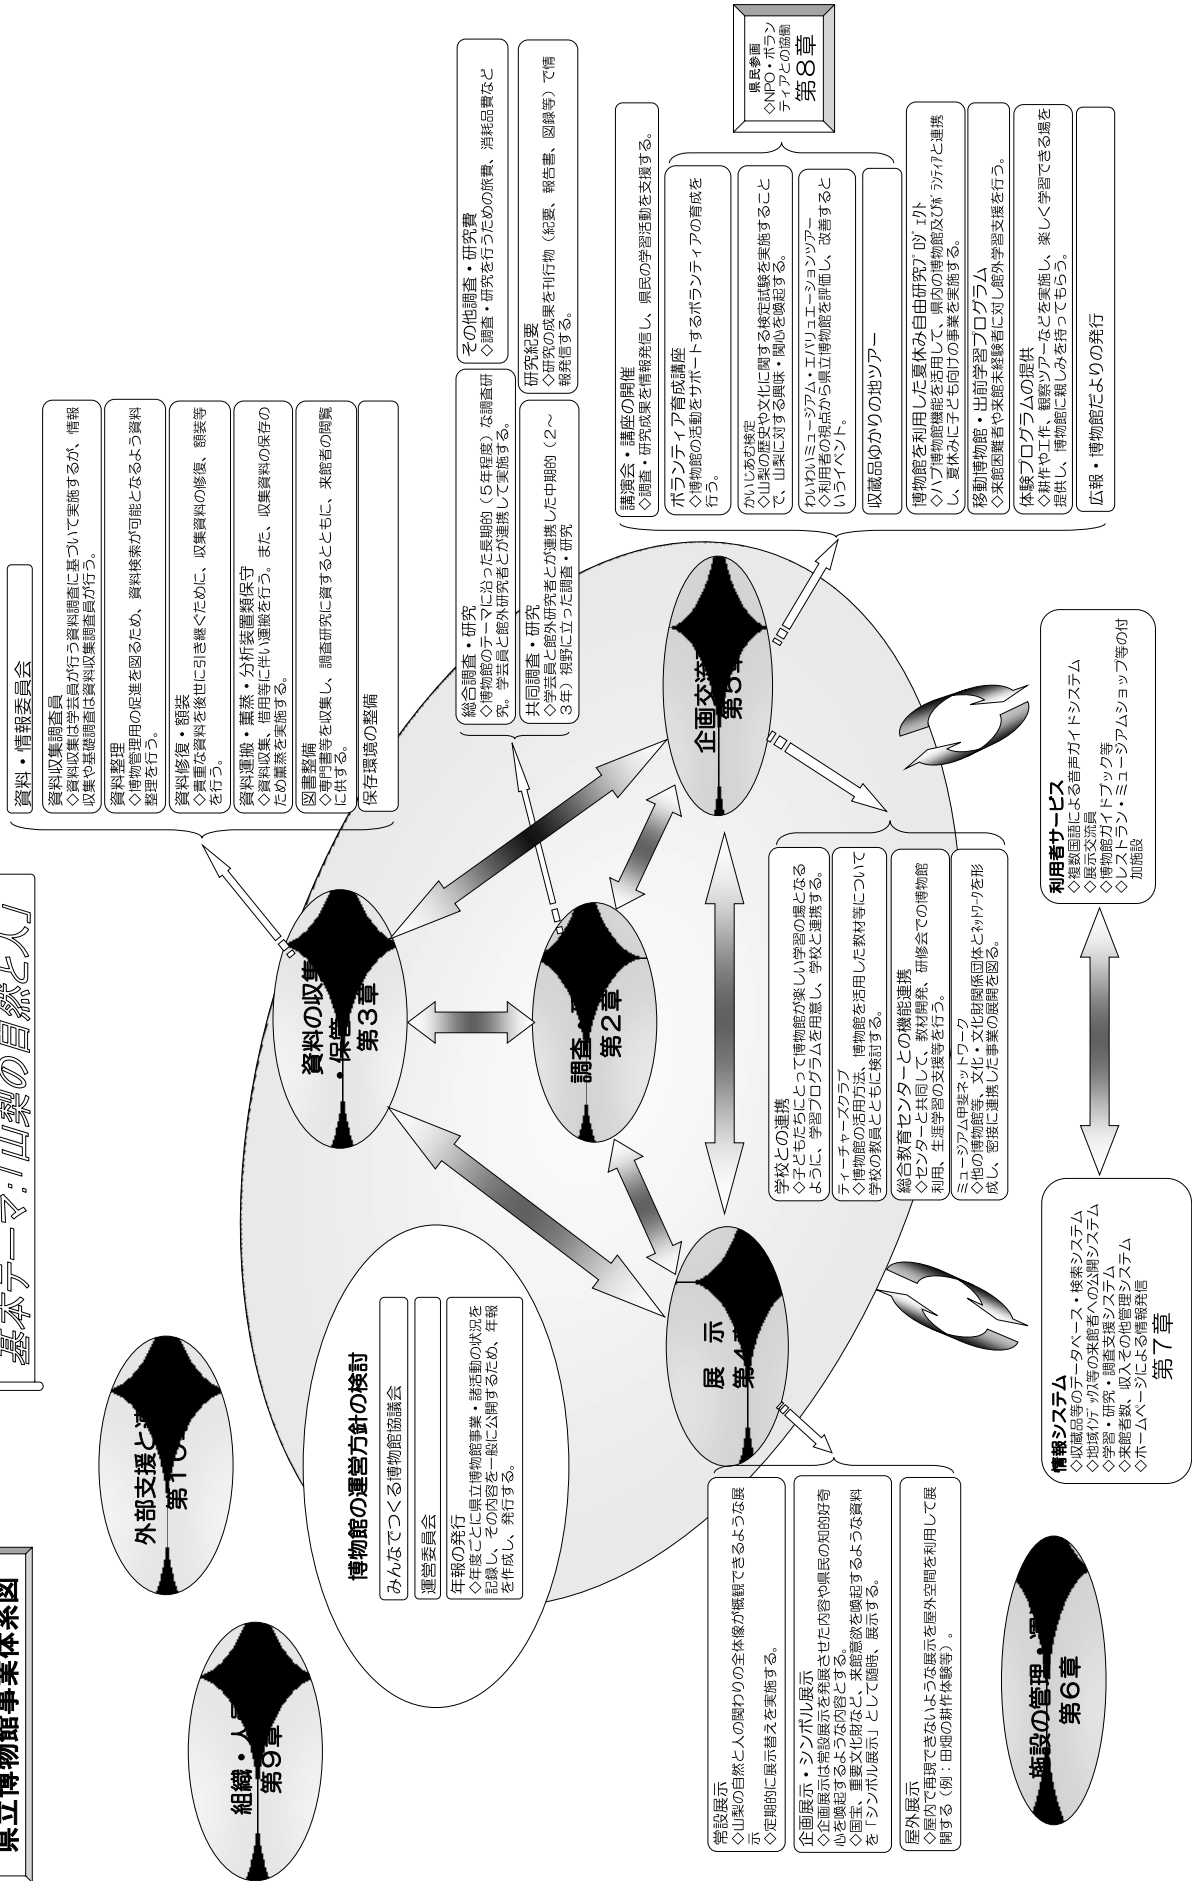 県立博物館事業体系図
基本テーマ:「山梨の自然と人」
組織・人
第9章
外部支援と
博物館の運営方針の検討
みんなでつくる博物館協議会
運営委員会
年報の発行
◇年度ごとに県立博物館事業・諸活動の状況を
記録し、その内容を一般に公開するため、年報
を作成し、発行する。
資料の収集
・保管
第3章
資料・情報委員会
資料収集調査員
◇資料収集は学芸員が行う資料調査に基づいて実施するが、情報
収集や基礎調査は資料収集調査員が行う。
資料整理
◇博物管理用の促進を図るため、資料検索が可能となるよう資料
整理を行う。
資料修復・額装
◇貴重な資料を後世に引き継ぐために、収集資料の修復、額装等
を行う。
資料運搬・薫蒸・分析装置類保守
◇資料収集、借用等に伴い運搬を行う。また、収集資料の保存の
ため薫蒸を実施する。
図書整備
◇専門書等を収集し、調査研究に資するとともに、来館者の閲覧
に供する。
保存環境の整備
調査
第2章
総合調査・研究
◇博物館のテーマに沿った長期的(5年程度)な調査研
究。学芸員と館外研究者とが連携して実施する。
共同調査・研究
◇学芸員と館外研究者とが連携した中期的(2~
3年)視野に立った調査・研究
その他調査・研究費
◇調査・研究を行うための旅費、消耗品費など
研究紀要
◇研究の成果を刊行物(紀要、報告書、図録等)で情
報発信する。
展 示
第4
常設展示
◇山梨の自然と人の関わりの全体像が概観できるような展
示
◇定期的に展示替えを実施する。
企画展示・シンボル展示
◇企画展示は常設展示を発展させた内容や県民の知的好奇
心を喚起するような内容とする。
◇国宝、重要文化財など、来館意欲を喚起するような資料
を「シンボル展示」として随時、展示する。
屋外展示
◇屋内で再現できないような展示を屋外空間を利用して展
開する(例:田畑の耕作体験等)。
企画交流
第5
講演会・講座の開催
◇調査・研究成果を情報発信し、県民の学習活動を支援する。
ボランティア育成講座
◇博物館の活動をサポートするボランティアの育成を
行う。
かいじあむ検定
◇山梨の歴史や文化に関する検定試験を実施すること
で、山梨に対する興味・関心を喚起する。
わいわいミュージアム・エバリュエーションツアー
◇利用者の視点から県立博物館を評価し、改善すると
いうイベント。
収蔵品ゆかりの地ツアー
博物館を利用した夏休み自由研究プロジェクト
◇ハブ博物館機能を活用して、県内の博物館及びボランティアと連携
し、夏休みに子ども向けの事業を実施する。
移動博物館・出前学習プログラム
◇来館困難者や来館未経験者に対し館外学習支援を行う。
体験プログラムの提供
◇耕作や工作、観察ツアーなどを実施し、楽しく学習できる場を
提供し、博物館に親しみを持ってもらう。
広報・博物館だよりの発行
県民参画
◇NPO・ボラン
ティアとの協働
第8章
学校との連携
◇子どもたちにとって博物館が楽しい学習の場となる
ように、学習プログラムを用意し、学校と連携する。
ティーチャーズクラブ
◇博物館の活用方法、博物館を活用した教材等について
学校の教員とともに検討する。
総合教育センターとの機能連携
◇センターと共同して、教材開発、研修会での博物館
利用、生涯学習の支援等を行う。
ミュージアム甲斐ネットワーク
◇他の博物館等、文化・文化財関係団体とネットワークを形
成し、密接に連携した事業の展開を図る。
施設の管理・運
第6章
情報システム
◇収蔵品等のデータベース・検索システム
◇地域インデックス等の来館者への公開システム
◇学習・研究・調査支援システム
◇来館者数、収入その他管理システム
◇ホームページによる情報発信
第7章
利用者サービス
◇複数国語による音声ガイドシステム
◇展示交流員
◇博物館ガイドブック等
◇レストラン・ミュージアムショップ等の付
加施設